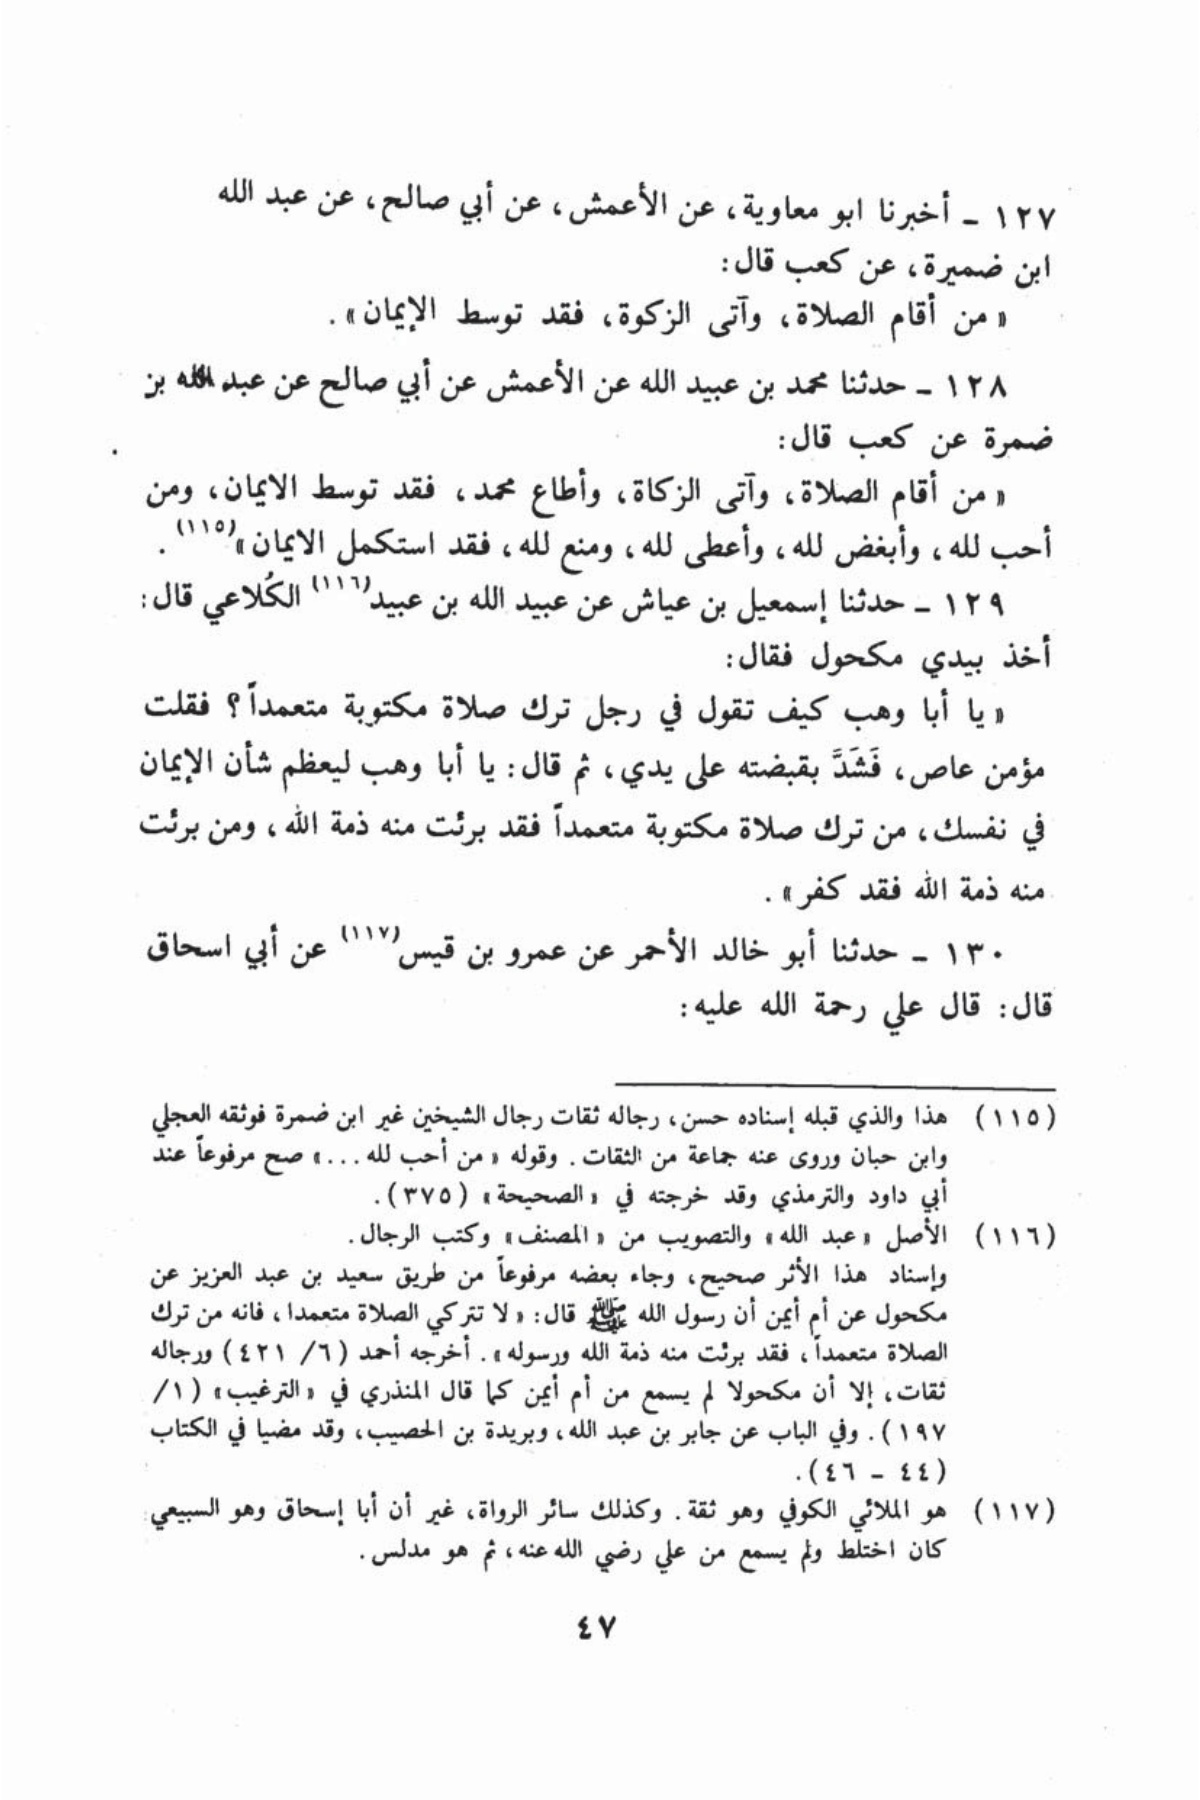 ١٢٧ ـ أخبرنا ابو معاوية، عن الأعمش، عن أبي صالح، عن عبد الله
ابن ضميرة، عن كعب قال:
« من أقام الصلاة، وآتى الزكوة، فقد توسط الإيمان».
١٢٨ ـ حدثنا محمد بن عبيد الله عن الأعمش عن أبي صالح عن عبد الله بن
ضمرة عن كعب قال:
« من أقام الصلاة، وآتى الزكاة، وأطاع محمد، فقد توسط الايمان، ومن
أحب لله، وأبغض لله، وأعطى لله، ومنع لله، فقد استكمل الايمان»(١١٥).
١٢٩ ـ حدثنا إسمعيل بن عياش عن عبيد الله بن عبيد(١١٦) الكُلاعي قال:
أخذ بيدي مكحول فقال:
« يا أبا وهب كيف تقول في رجل ترك صلاة مكتوبة متعمداً؟ فقلت
مؤمن عاص، فَشَدَّ بقبضته على يدي، ثم قال: يا أبا وهب ليعظم شأن الإيمان
في نفسك، من ترك صلاة مكتوبة متعمداً فقد برئت منه ذمة الله، ومن برئت
منه ذمة الله فقد كفر».
١٣٠ ـ حدثنا أبو خالد الأحمر عن عمرو بن قيس(١١٧) عن أبي اسحاق
قال: قال علي رحمة الله عليه:
(١١٥) هذا والذي قبله إسناده حسن، رجاله ثقات رجال الشيخين غير ابن ضمرة فوثقه العجلي
وابن حبان وروى عنه جماعة من الثقات. وقوله « من أحب لله ...» صح مرفوعاً عند
أبي داود والترمذي وقد خرجته في «الصحيحة» (٣٧٥).
(١١٦) الأصل «عبد الله» والتصويب من «المصنف» وكتب الرجال.
وإسناد هذا الأثر صحيح، وجاء بعضه مرفوعاً من طريق سعيد بن عبد العزيز عن
مكحول عن أم أيمن أن رسول الله ﷺ قال: «لا تتركي الصلاة متعمدا، فانه من ترك
الصلاة متعمداً، فقد برئت منه ذمة الله ورسوله». أخرجه أحمد (٦/ ٤٢١) ورجاله
ثقات، إلا أن مكحولا لم يسمع من أم أيمن كما قال المنذري في «الترغيب» (١/
١٩٧). وفي الباب عن جابر بن عبد الله، وبريدة بن الحصيب، وقد مضيا في الكتاب
(٤٤ ـ ٤٦).
(١١٧) هو الملائي الكوفي وهو ثقة. وكذلك سائر الرواة، غير أن أبا إسحاق وهو السبيعي
كان اختلط ولم يسمع من علي رضي الله عنه، ثم هو مدلس.
٤٧